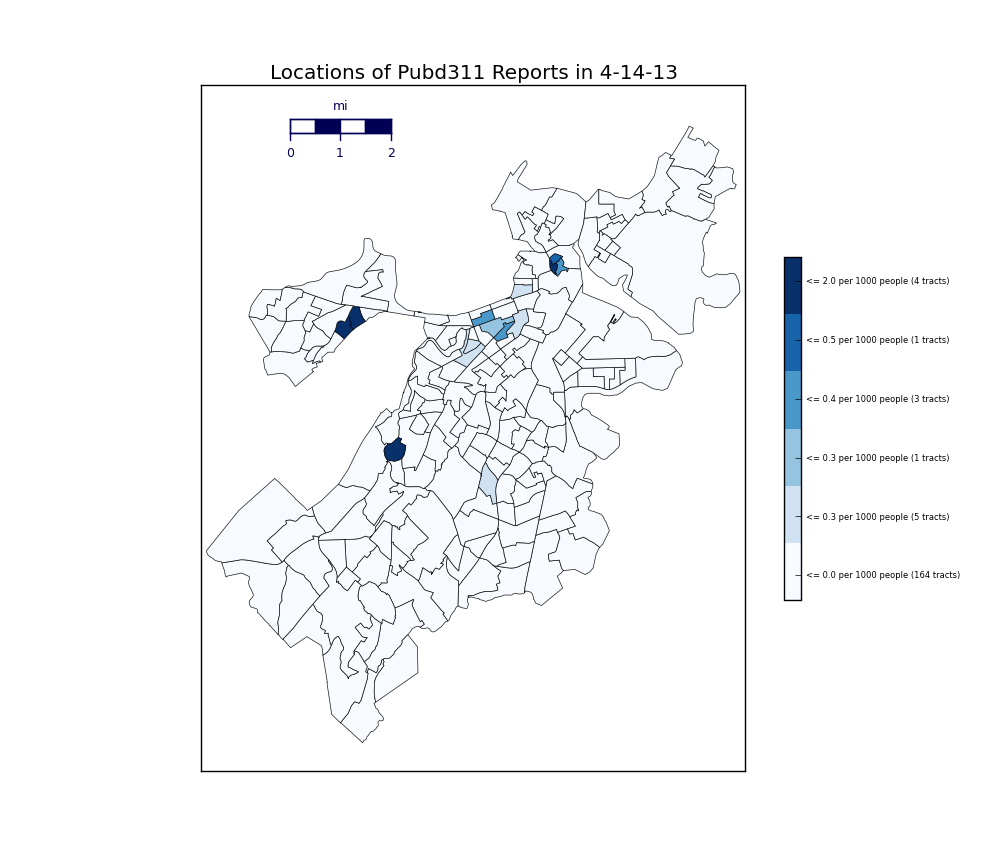 Locations of Pubd311 Reports in 4-14-13
mi
0 1 2
<= 2.0 per 1000 people (4 tracts)
<= 0.5 per 1000 people (1 tracts)
<= 0.4 per 1000 people (3 tracts)
<= 0.3 per 1000 people (1 tracts)
<= 0.3 per 1000 people (5 tracts)
<= 0.0 per 1000 people (164 tracts)